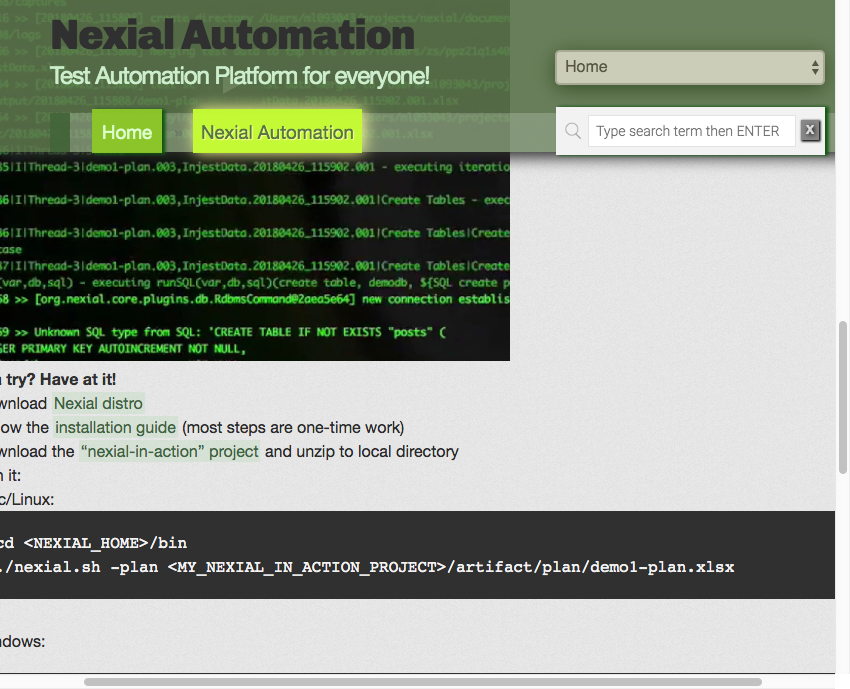 Nexial Automation
Test Automation Platform for everyone!
Home
Home
Nexial Automation
Type search term then ENTER
X
|I|Thread-3|demo1-plan.003,InjestData.20180426_115902.001 - executing iteratio
36|I|Thread-3|demo1-plan.003,InjestData.20180426_115902.001|Create Tables - exec
36|I|Thread-3|demo1-plan.003,InjestData.20180426_115902.001|Create Tables|Create
case
37|I|Thread-3|demo1-plan.003,InjestData.20180426_115902.001|Create Tables|Create
(var,db,sql) - executing runSQL(var,db,sql)(create table, demodb, ${SQL create p
58 >> [org.nexial.core.plugins.db.RdbmsCommand@2aea5e64] new connection establis
59 >> Unknown SQL type from SQL: 'CREATE TABLE IF NOT EXISTS "posts" (
GER PRIMARY KEY AUTOINCREMENT NOT NULL,
try? Have at it!
wnload Nexial distro
ow the installation guide (most steps are one-time work)
wnload the “nexial-in-action” project and unzip to local directory
n it:
c/Linux:
cd <NEXIAL_HOME>/bin
./nexial.sh -plan <MY_NEXIAL_IN_ACTION_PROJECT>/artifact/plan/demo1-plan.xlsx
ndows: